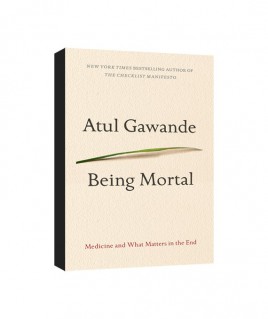 NEW YORK TIMES BESTSELLING AUTHOR OF
THE CHECKLIST MANIFESTO
Atul Gawande
Being Mortal
Medicine and What Matters in the End